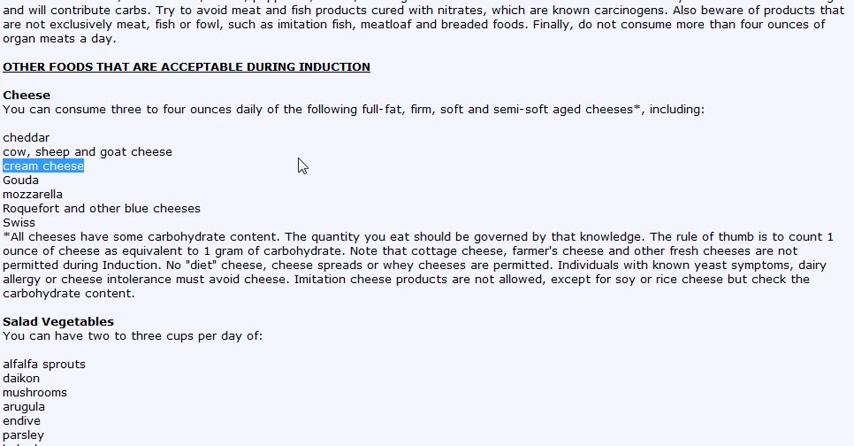 and will contribute carbs. Try to avoid meat and fish products cured with nitrates, which are known carcinogens. Also beware of products that
are not exclusively meat, fish or fowl, such as imitation fish, meatloaf and breaded foods. Finally, do not consume more than four ounces of
organ meats a day.
OTHER FOODS THAT ARE ACCEPTABLE DURING INDUCTION
Cheese
You can consume three to four ounces daily of the following full-fat, firm, soft and semi-soft aged cheeses*, including:
cheddar
cow, sheep and goat cheese
cream cheese
Gouda
mozzarella
Roquefort and other blue cheeses
Swiss
*All cheeses have some carbohydrate content. The quantity you eat should be governed by that knowledge. The rule of thumb is to count 1
ounce of cheese as equivalent to 1 gram of carbohydrate. Note that cottage cheese, farmer's cheese and other fresh cheeses are not
permitted during Induction. No "diet" cheese, cheese spreads or whey cheeses are permitted. Individuals with known yeast symptoms, dairy
allergy or cheese intolerance must avoid cheese. Imitation cheese products are not allowed, except for soy or rice cheese but check the
carbohydrate content.
Salad Vegetables
You can have two to three cups per day of:
alfalfa sprouts
daikon
mushrooms
arugula
endive
parsley